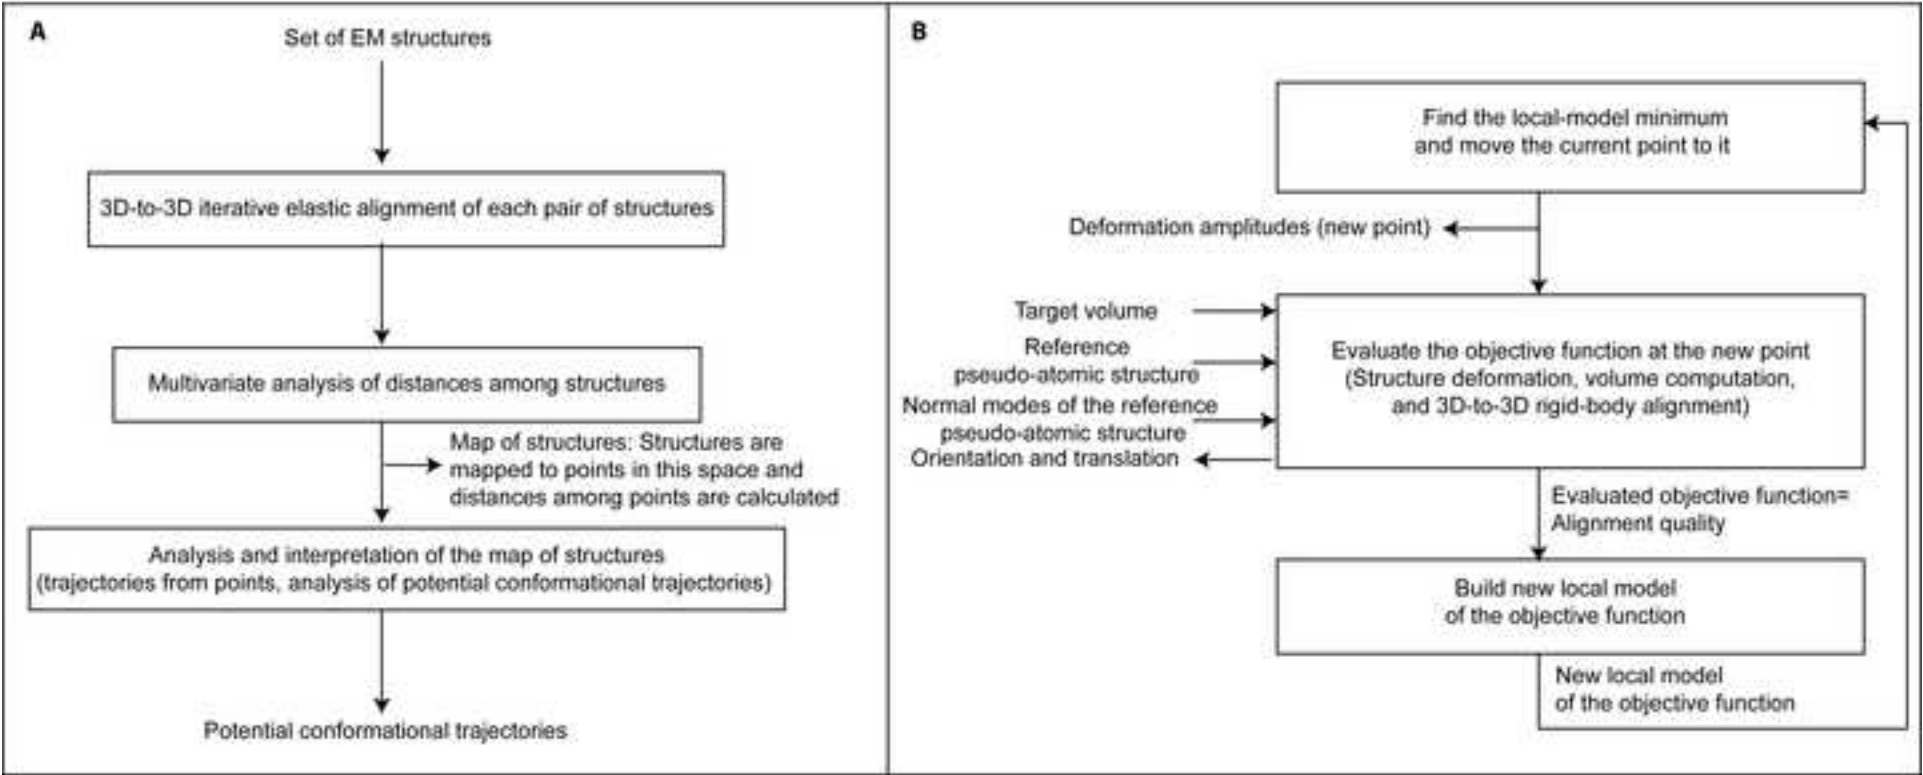 A
Set of EM structures
3D-to-3D iterative elastic alignment of each pair of structures
Multivariate analysis of distances among structures
Map of structures: Structures are
mapped to points in this space and
distances among points are calculated
Analysis and interpretation of the map of structures
(trajectories from points, analysis of potential conformational trajectories)
Potential conformational trajectories
B
Find the local-model minimum
and move the current point to it
Deformation amplitudes (new point)
Target volume
Reference
pseudo-atomic structure
Normal modes of the reference
pseudo-atomic structure
Orientation and translation
Evaluate the objective function at the new point
(Structure deformation, volume computation,
and 3D-to-3D rigid-body alignment)
Evaluated objective function=
Alignment quality
Build new local model
of the objective function
New local model
of the objective function